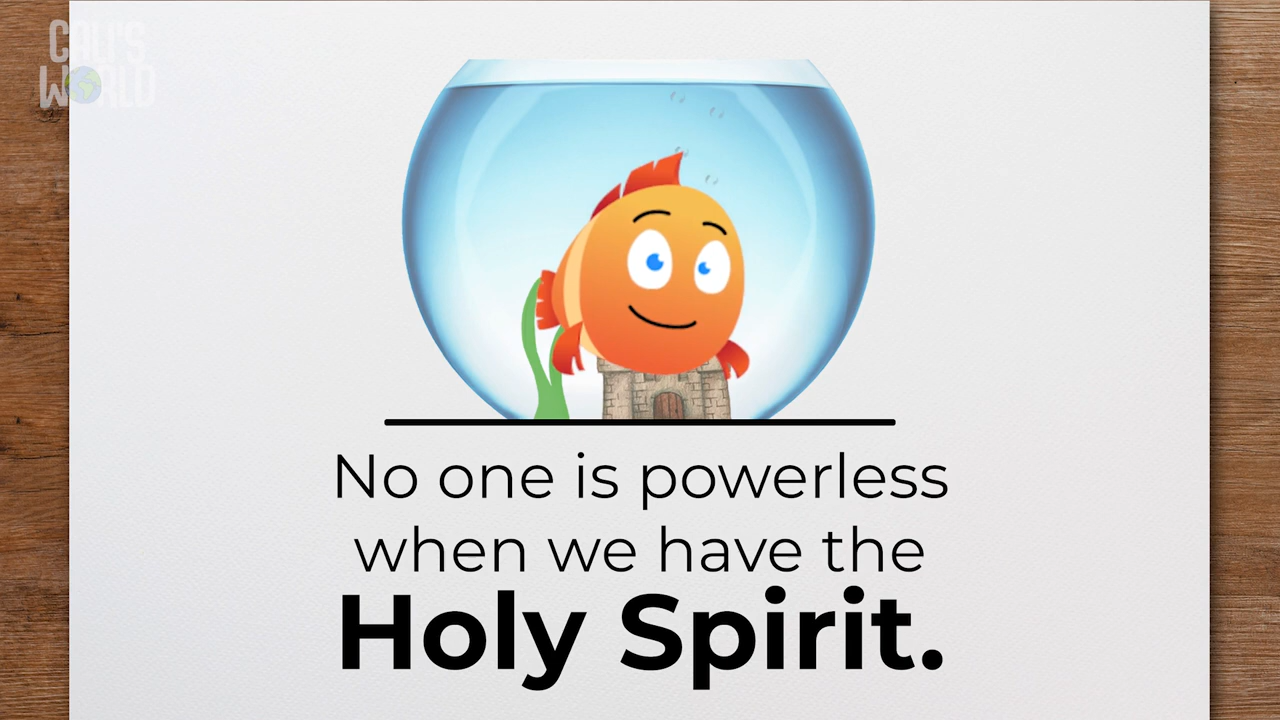 CALI'S
WORLD
No one is powerless
when we have the
Holy Spirit.